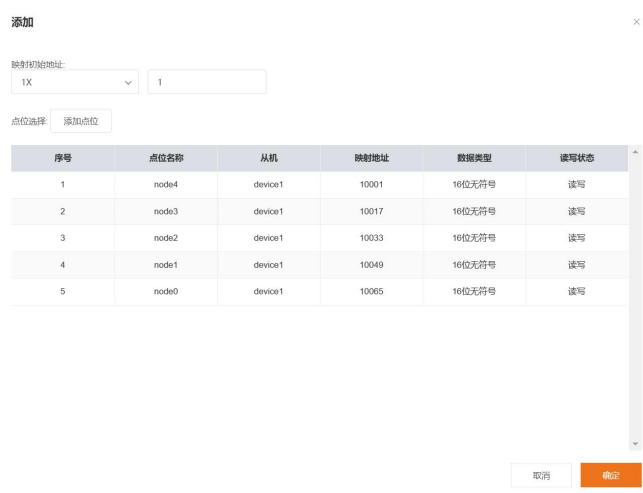 添加
映射初始地址:
1X 1
点位选择: 添加点位
序号 点位名称 从机 映射地址 数据类型 读写状态
1 node4 device1 10001 16位无符号 读写
2 node3 device1 10017 16位无符号 读写
3 node2 device1 10033 16位无符号 读写
4 node1 device1 10049 16位无符号 读写
5 node0 device1 10065 16位无符号 读写
取消 确定